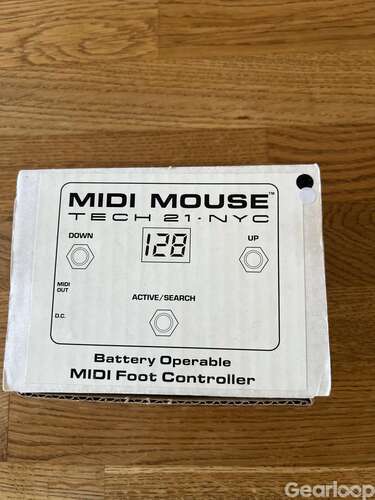 MIDI MOUSE™
TECH 21·NYC
DOWN
128
UP
MIDI
OUT
ACTIVE/SEARCH
D.C.
Battery Operable
MIDI Foot Controller
Gearloop